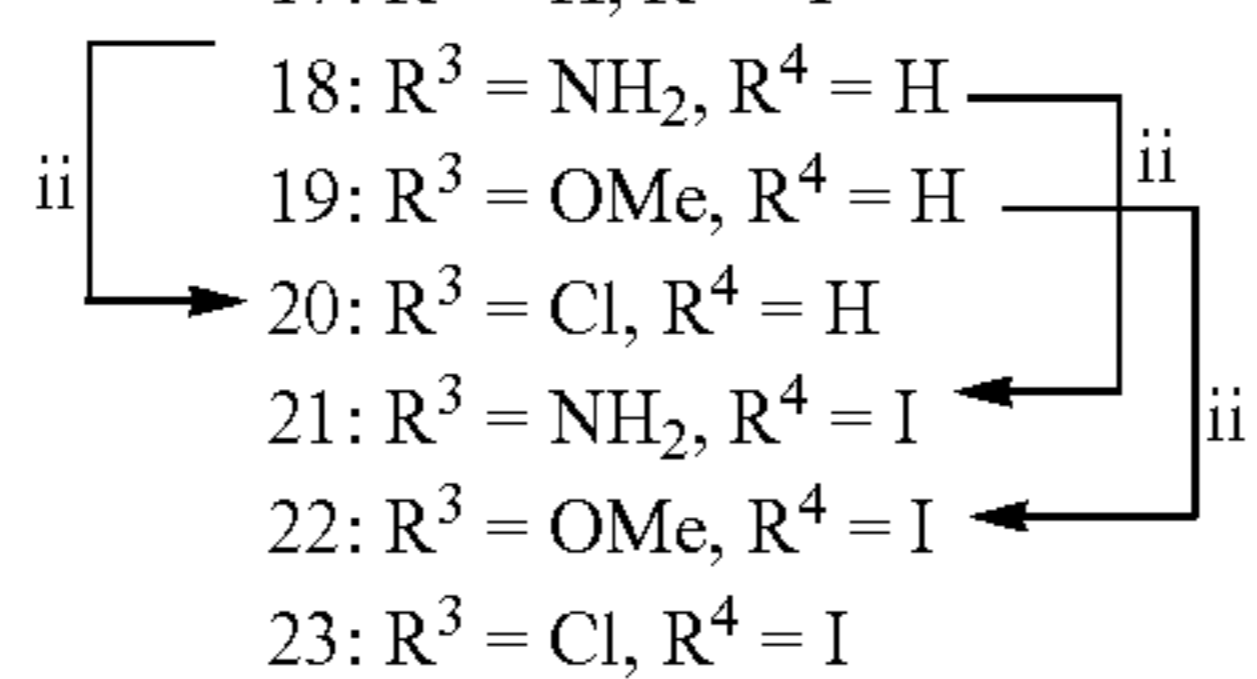 18: R³ = NH₂, R⁴ = H
ii
ii
19: R³ = OMe, R⁴ = H
20: R³ = Cl, R⁴ = H
21: R³ = NH₂, R⁴ = I
ii
22: R³ = OMe, R⁴ = I
23: R³ = Cl, R⁴ = I